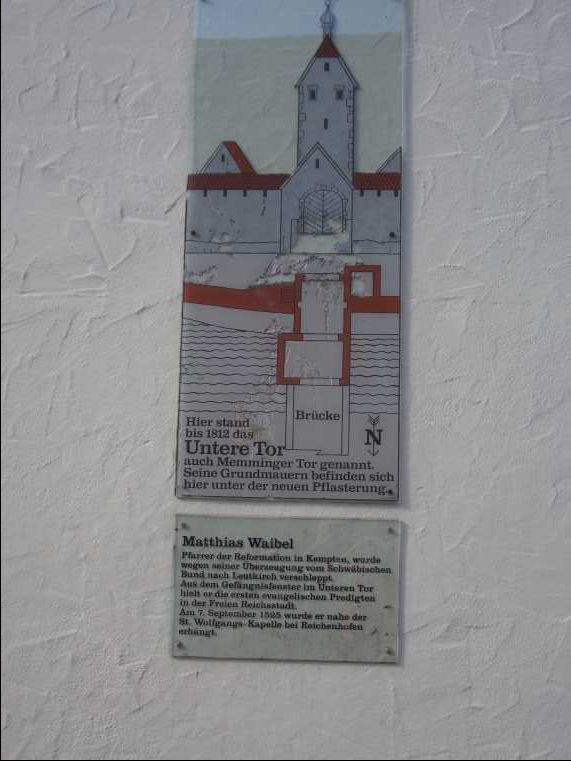 Brücke
N
Hier stand
bis 1812 das
Untere Tor
auch Memminger Tor genannt.
Seine Grundmauern befinden sich
hier unter der neuen Pflasterung.
Matthias Waibel
Pfarrer der Reformation in Kempten, wurde
wegen seiner Überzeugung vom Schwäbischen
Bund nach Leutkirch verschleppt.
Aus dem Gefängnisfenster im Unteren Tor
hielt er die ersten evangelischen Predigten
in der Freien Reichsstadt.
Am 7. September 1525 wurde er nahe der
St. Wolfgangs-Kapelle bei Reichenhofen
erhängt.